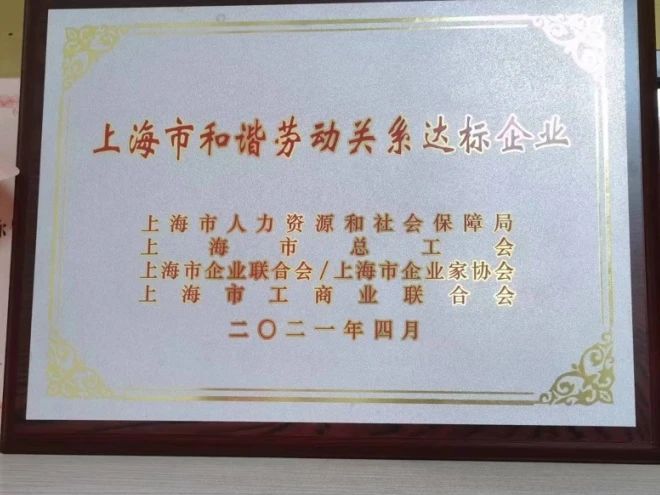 上海市和谐劳动关系达标企业
上海市人力资源和社会保障局
上海市总工会
上海市企业联合会/上海市企业家协会
上海市工商业联合会
二〇二一年四月